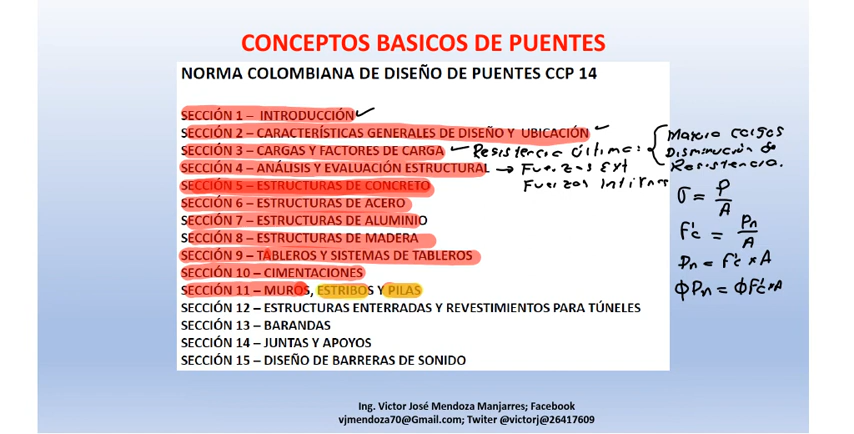 CONCEPTOS BASICOS DE PUENTES
NORMA COLOMBIANA DE DISEÑO DE PUENTES CCP 14
SECCIÓN 1 – INTRODUCCIÓN
SECCIÓN 2 – CARACTERÍSTICAS GENERALES DE DISEÑO Y UBICACIÓN
SECCIÓN 3 – CARGAS Y FACTORES DE CARGA
SECCIÓN 4 – ANÁLISIS Y EVALUACIÓN ESTRUCTURAL
SECCIÓN 5 – ESTRUCTURAS DE CONCRETO
SECCIÓN 6 – ESTRUCTURAS DE ACERO
SECCIÓN 7 – ESTRUCTURAS DE ALUMINIO
SECCIÓN 8 – ESTRUCTURAS DE MADERA
SECCIÓN 9 – TABLEROS Y SISTEMAS DE TABLEROS
SECCIÓN 10 – CIMENTACIONES
SECCIÓN 11 – MUROS, ESTRIBOS Y PILAS
SECCIÓN 12 – ESTRUCTURAS ENTERRADAS Y REVESTIMIENTOS PARA TÚNELES
SECCIÓN 13 – BARANDAS
SECCIÓN 14 – JUNTAS Y APOYOS
SECCIÓN 15 – DISEÑO DE BARRERAS DE SONIDO
Resistencia última:
cargas
Disminución de
Resistencia.
→ Fuerzas Ext
Fuerzas
σ = P/A
F'c = Pn/A
Pn = F'c × A
ϕPn = ϕF'c × A
Ing. Victor José Mendoza Manjarres; Facebook
vjmendoza70@Gmail.com; Twiter @victorj@26417609